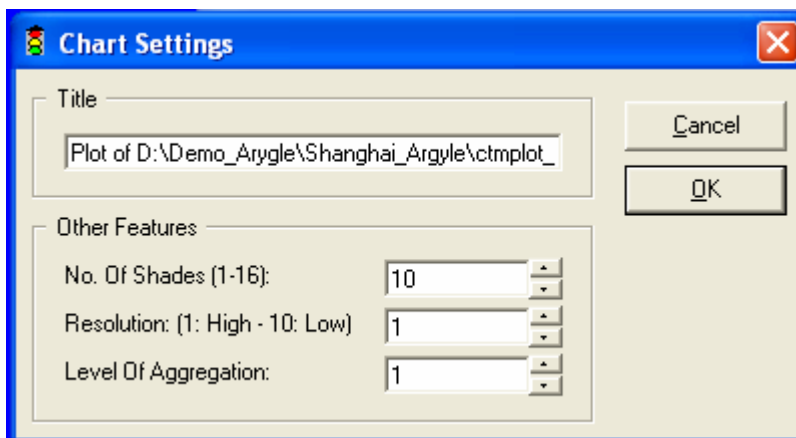 Chart Settings
Title
Plot of D:\Demo_Arygle\Shanghai_Argyle\ctmplot_
Cancel
OK
Other Features
No. Of Shades (1-16): 10
Resolution: (1: High - 10: Low) 1
Level Of Aggregation: 1